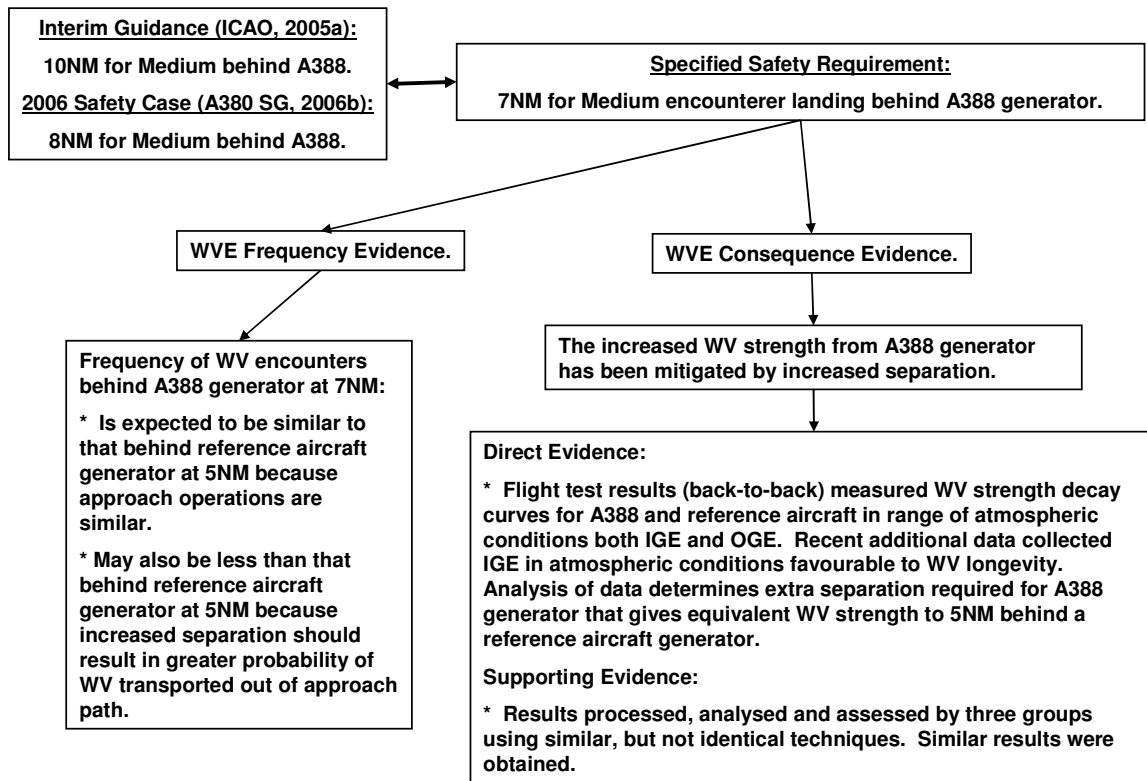 Interim Guidance (ICAO, 2005a):
10NM for Medium behind A388.
2006 Safety Case (A380 SG, 2006b):
8NM for Medium behind A388.
Specified Safety Requirement:
7NM for Medium encounterer landing behind A388 generator.
WVE Frequency Evidence.
WVE Consequence Evidence.
Frequency of WV encounters
behind A388 generator at 7NM:
* Is expected to be similar to
that behind reference aircraft
generator at 5NM because
approach operations are
similar.
* May also be less than that
behind reference aircraft
generator at 5NM because
increased separation should
result in greater probability of
WV transported out of approach
path.
The increased WV strength from A388 generator
has been mitigated by increased separation.
Direct Evidence:
* Flight test results (back-to-back) measured WV strength decay
curves for A388 and reference aircraft in range of atmospheric
conditions both IGE and OGE. Recent additional data collected
IGE in atmospheric conditions favourable to WV longevity.
Analysis of data determines extra separation required for A388
generator that gives equivalent WV strength to 5NM behind a
reference aircraft generator.
Supporting Evidence:
* Results processed, analysed and assessed by three groups
using similar, but not identical techniques. Similar results were
obtained.